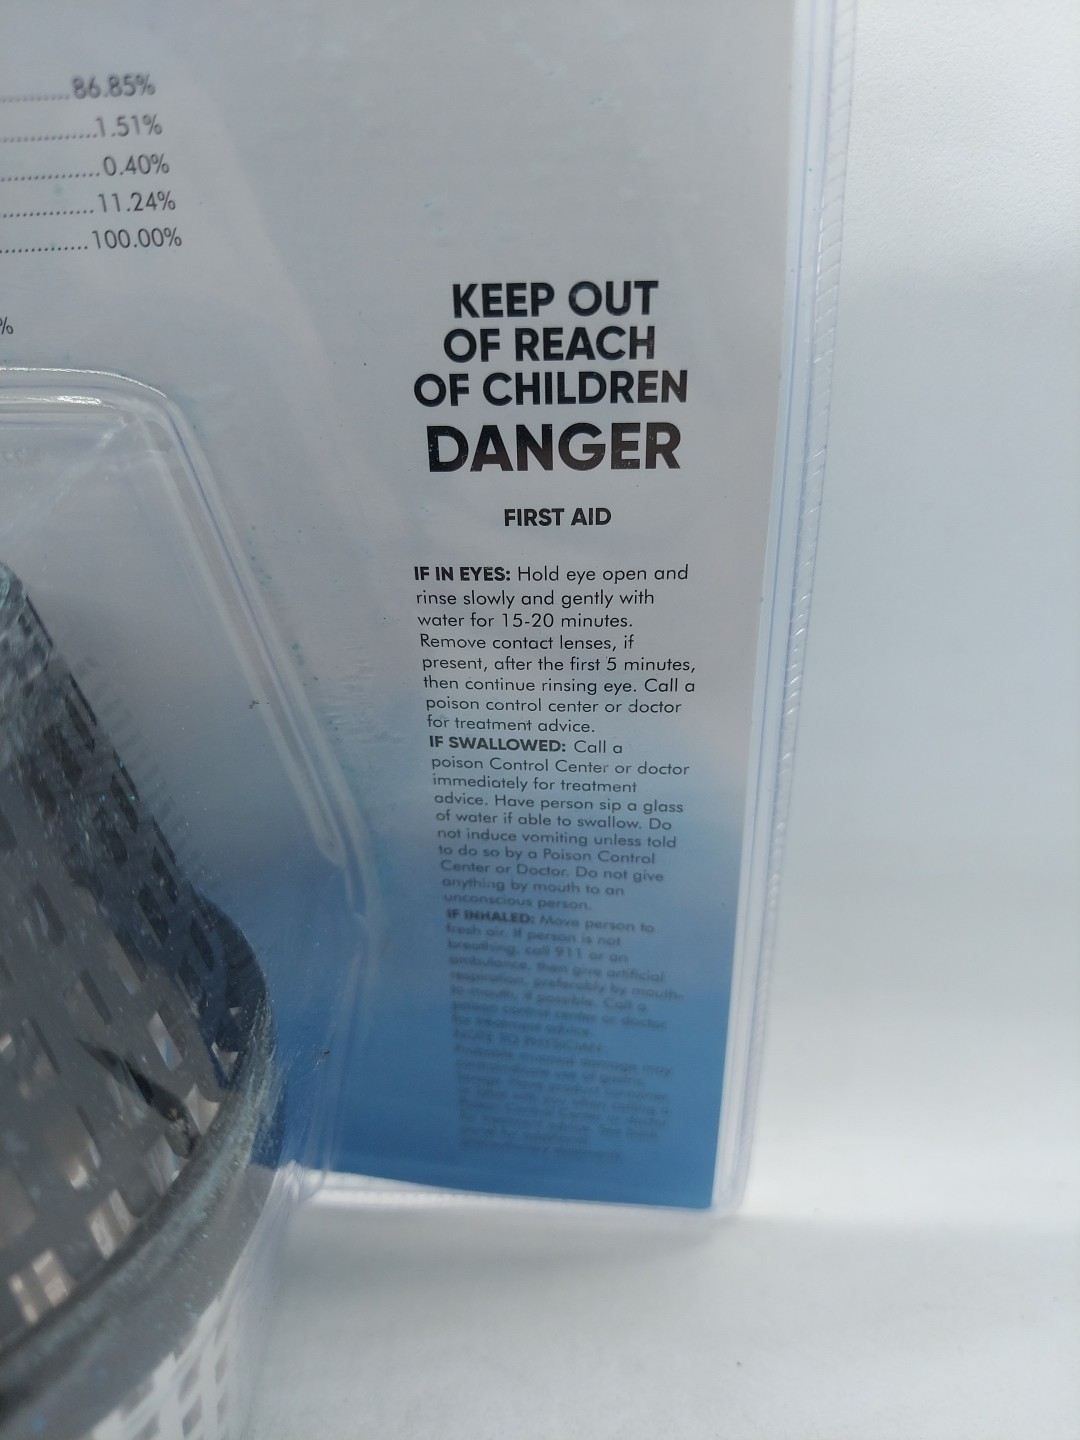 86.85%
1.51%
0.40%
11.24%
100.00%
%
KEEP OUT
OF REACH
OF CHILDREN
DANGER
FIRST AID
IF IN EYES: Hold eye open and
rinse slowly and gently with
water for 15-20 minutes.
Remove contact lenses, if
present, after the first 5 minutes,
then continue rinsing eye. Call a
poison control center or doctor
for treatment advice.
IF SWALLOWED: Call a
poison Control Center or doctor
immediately for treatment
advice. Have person sip a glass
of water if able to swallow. Do
not induce vomiting unless told
to do so by a Poison Control
Center or Doctor. Do not give
anything by mouth to an
unconscious person.
IF INHALED: Move person to
fresh air. If person is not
breathing, call 911 or an
ambulance, then give artificial
respiration, preferably by mouth-
to-mouth, if possible. Call a
poison control center or doctor
for treatment advice.
NOTE TO PHYSICIAN: